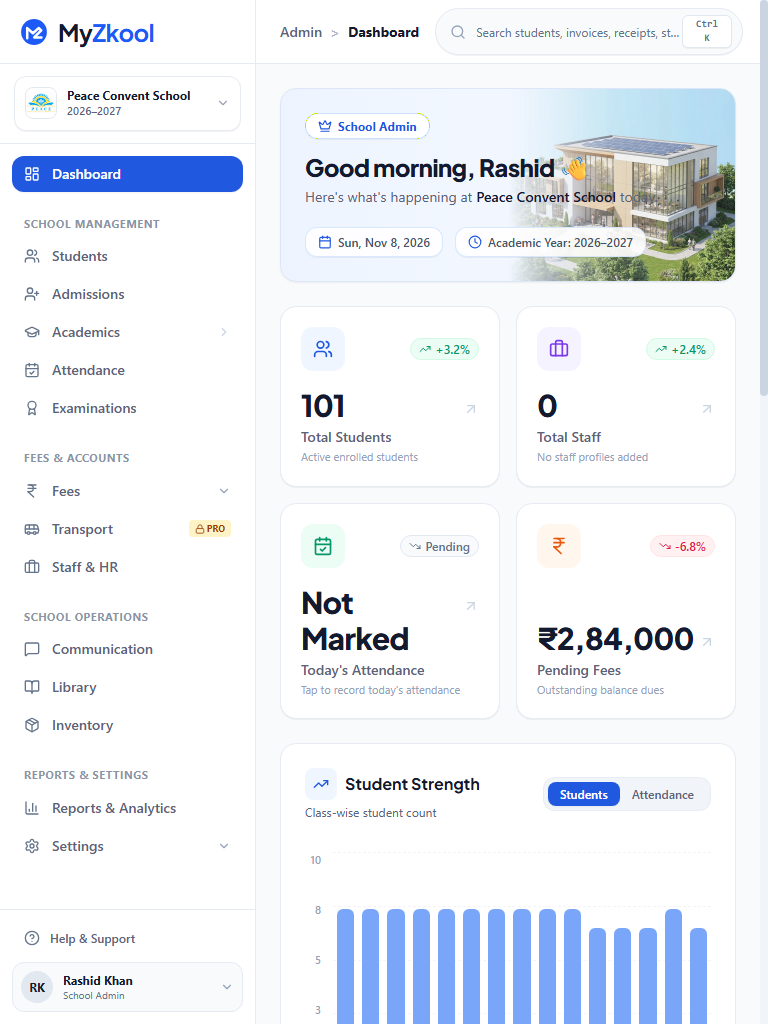 MyZkool
Peace Convent School
2026–2027
Dashboard
SCHOOL MANAGEMENT
Students
Admissions
Academics
Attendance
Examinations
FEES & ACCOUNTS
Fees
Transport
PRO
Staff & HR
SCHOOL OPERATIONS
Communication
Library
Inventory
REPORTS & SETTINGS
Reports & Analytics
Settings
Help & Support
RK
Rashid Khan
School Admin
Admin > Dashboard
Search students, invoices, receipts, st...
Ctrl
K
School Admin
Good morning, Rashid 👋
Here's what's happening at Peace Convent School today.
Sun, Nov 8, 2026
Academic Year: 2026–2027
+3.2%
101
Total Students
Active enrolled students
+2.4%
0
Total Staff
No staff profiles added
Pending
Not
Marked
Today's Attendance
Tap to record today's attendance
-6.8%
₹2,84,000
Pending Fees
Outstanding balance dues
Student Strength
Class-wise student count
Students
Attendance
10
8
5
3